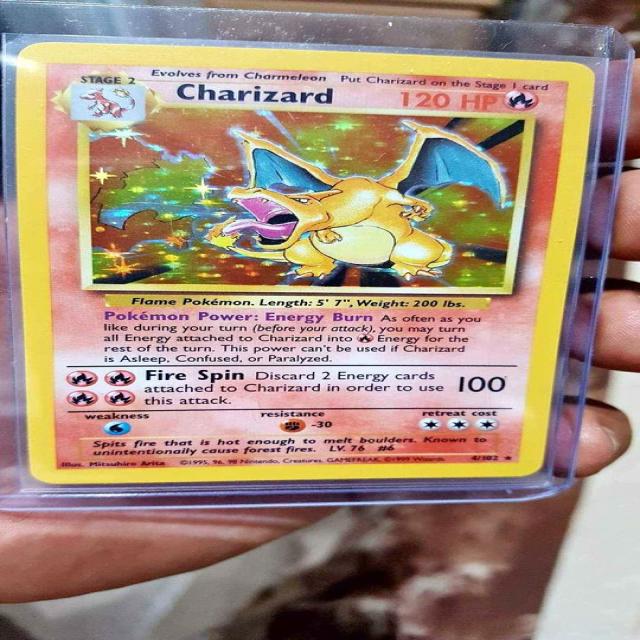 STAGE 2
Evolves from Charmeleon Put Charizard on the Stage 1 card
Charizard 120 HP
Flame Pokémon. Length: 5' 7", Weight: 200 lbs.
Pokémon Power: Energy Burn As often as you
like during your turn (before your attack), you may turn
all Energy attached to Charizard into Energy for the
rest of the turn. This power can't be used if Charizard
is Asleep, Confused, or Paralyzed.
Fire Spin Discard 2 Energy cards
attached to Charizard in order to use 100
this attack.
weakness resistance retreat cost
-30
Spits fire that is hot enough to melt boulders. Known to
unintentionally cause forest fires. LV. 76 #6
Illus. Mitsuhiro Arita ©1995, 96, 98 Nintendo, Creatures, GAMEFREAK. ©1999 Wizards. 4/102 ★